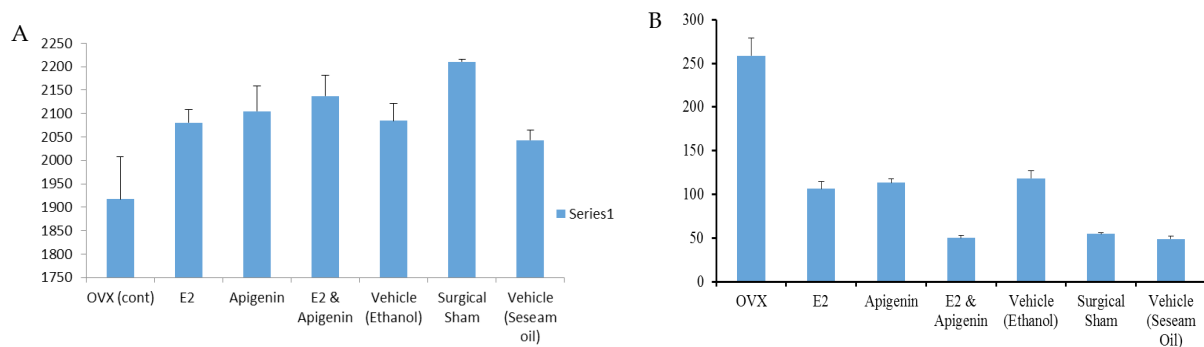 A
2250
2200
2150
2100
2050
2000
1950
1900
1850
1800
1750
OVX (cont) E2 Apigenin E2 & Vehicle Surgical Vehicle
Apigenin (Ethanol) Sham (Seseam
oil)
Series1
B
300
250
200
150
100
50
0
OVX E2 Apigenin E2 & Vehicle Surgical Vehicle
Apigenin (Ethanol) Sham (Seseam
Oil)